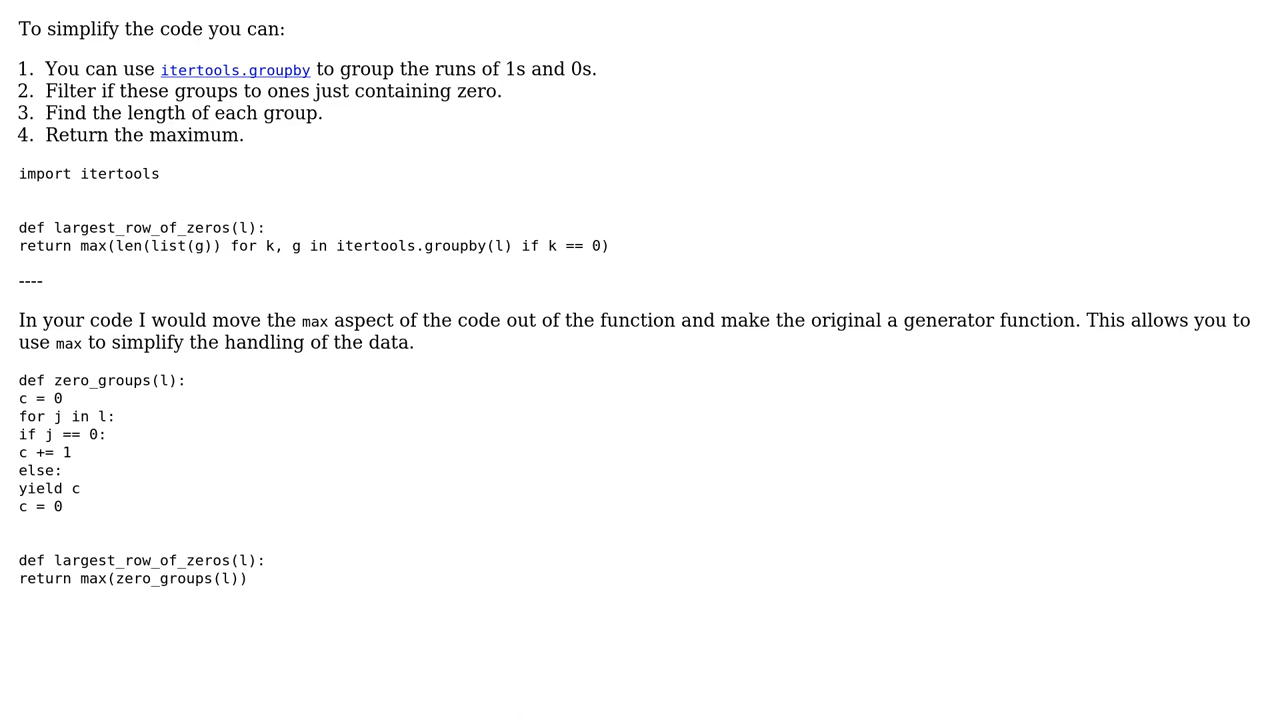 To simplify the code you can:
1. You can use itertools.groupby to group the runs of 1s and 0s.
2. Filter if these groups to ones just containing zero.
3. Find the length of each group.
4. Return the maximum.
import itertools
def largest_row_of_zeros(l):
return max(len(list(g)) for k, g in itertools.groupby(l) if k == 0)
----
In your code I would move the max aspect of the code out of the function and make the original a generator function. This allows you to
use max to simplify the handling of the data.
def zero_groups(l):
c = 0
for j in l:
if j == 0:
c += 1
else:
yield c
c = 0
def largest_row_of_zeros(l):
return max(zero_groups(l))